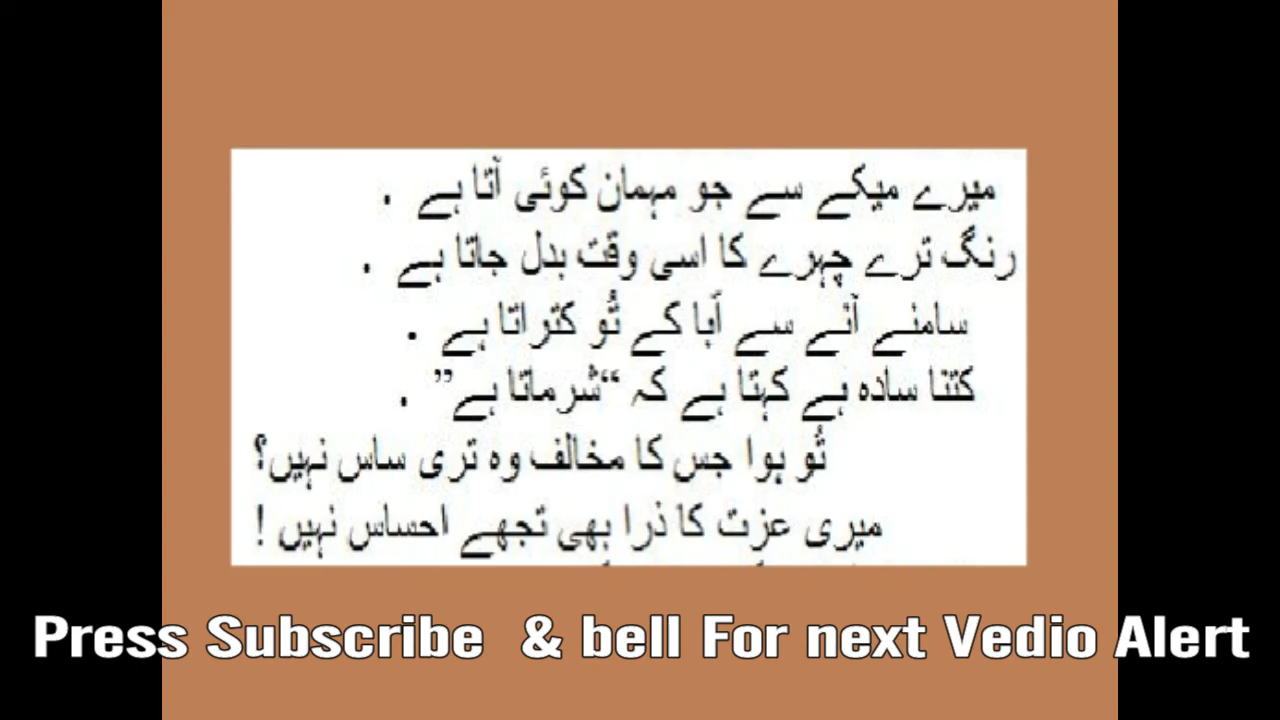 میرے میکے سے جو مہمان کوئی آتا ہے .
رنگ ترے چہرے کا اسی وقت بدل جاتا ہے .
سامنے آنے سے اَبا کے تُو کتراتا ہے .
کتنا سادہ ہے کہتا ہے کہ “شرماتا ہے” .
تُو ہوا جس کا مخالف وہ تری ساس نہیں؟
میری عزت کا ذرا بھی تجھے احساس نہیں !
Press Subscribe & bell For next Vedio Alert